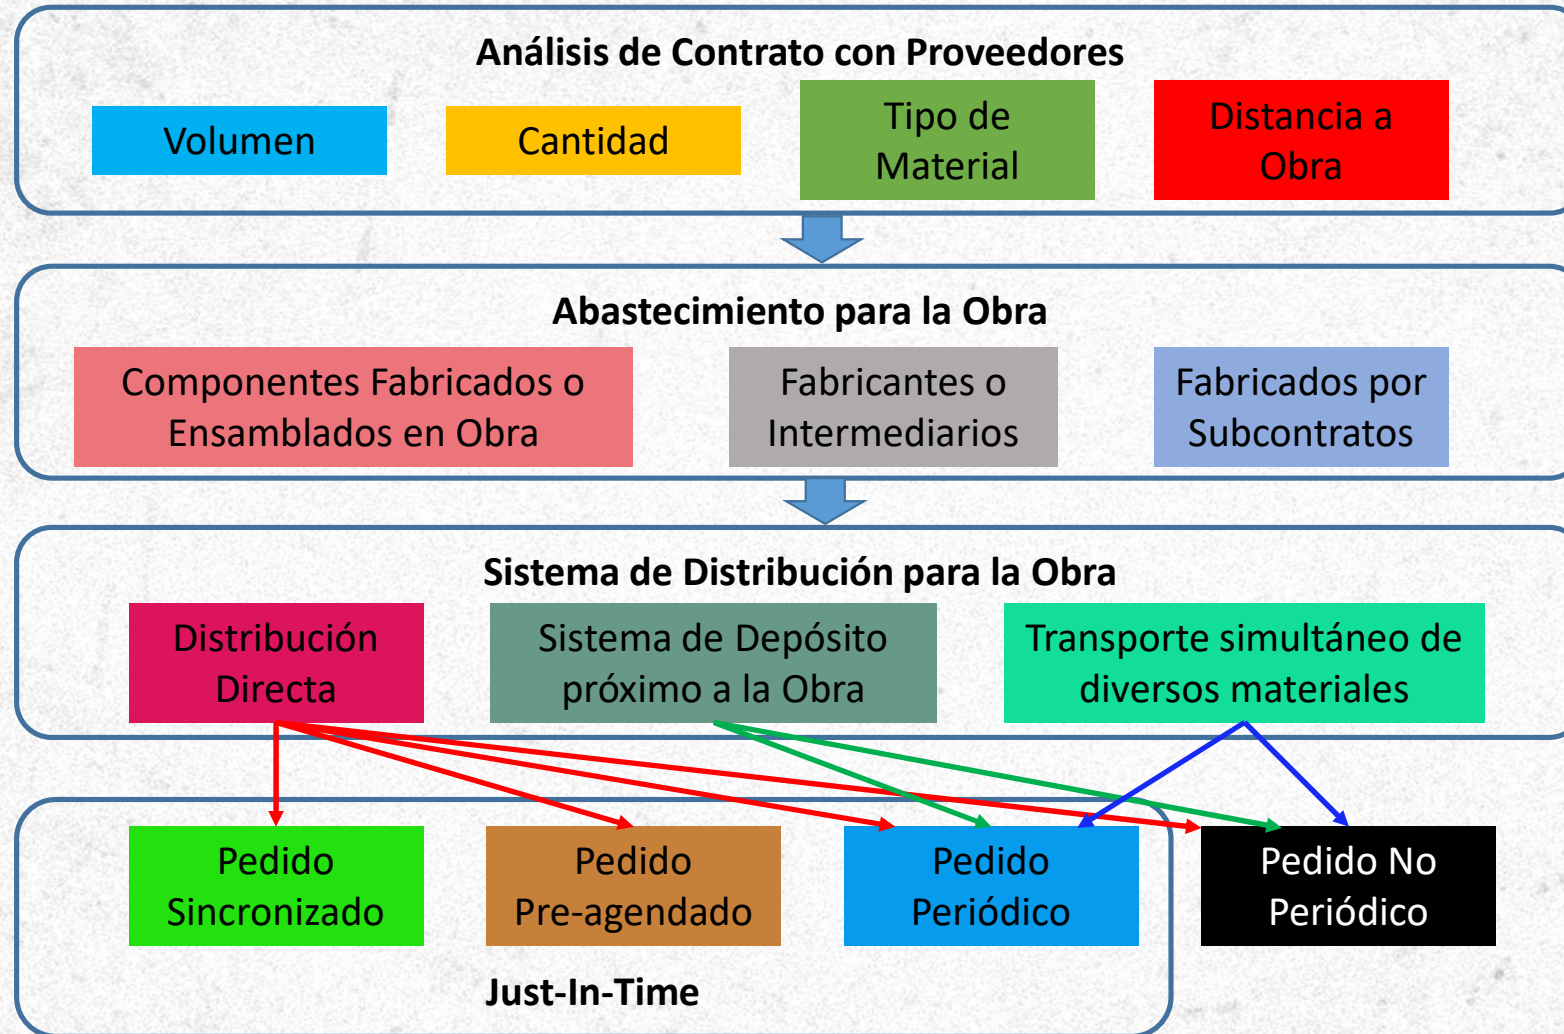 Análisis de Contrato con Proveedores
Volumen
Cantidad
Tipo de
Material
Distancia a
Obra
Abastecimiento para la Obra
Componentes Fabricados o
Ensamblados en Obra
Fabricantes o
Intermediarios
Fabricados por
Subcontratos
Sistema de Distribución para la Obra
Distribución
Directa
Sistema de Depósito
próximo a la Obra
Transporte simultáneo de
diversos materiales
Pedido
Sincronizado
Pedido
Pre-agendado
Pedido
Periódico
Pedido No
Periódico
Just-In-Time